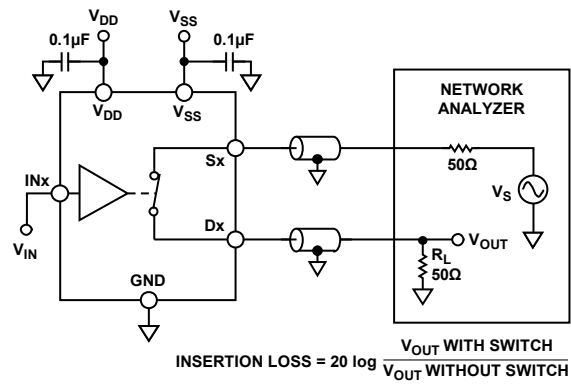 VDD
VSS
0.1µF
0.1µF
VDD
VSS
NETWORK
ANALYZER
Sx
50Ω
INx
VS
VIN
Dx
VOUT
RL
50Ω
GND
INSERTION LOSS = 20 log VOUT WITH SWITCH
VOUT WITHOUT SWITCH